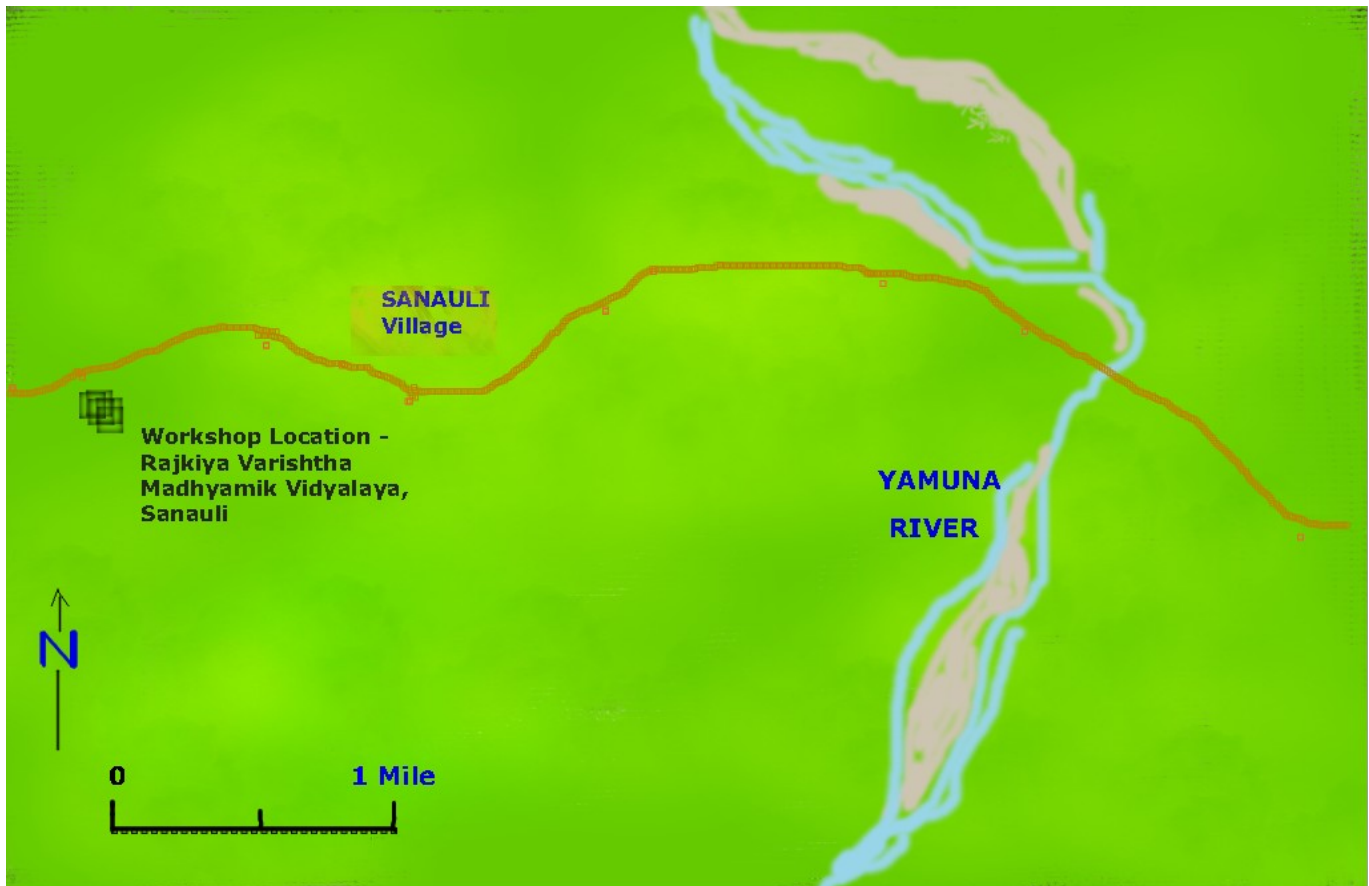 SANAULI
Village
Workshop Location -
Rajkiya Varishtha
Madhyamik Vidyalaya,
Sanauli
YAMUNA
RIVER
N
0 1 Mile